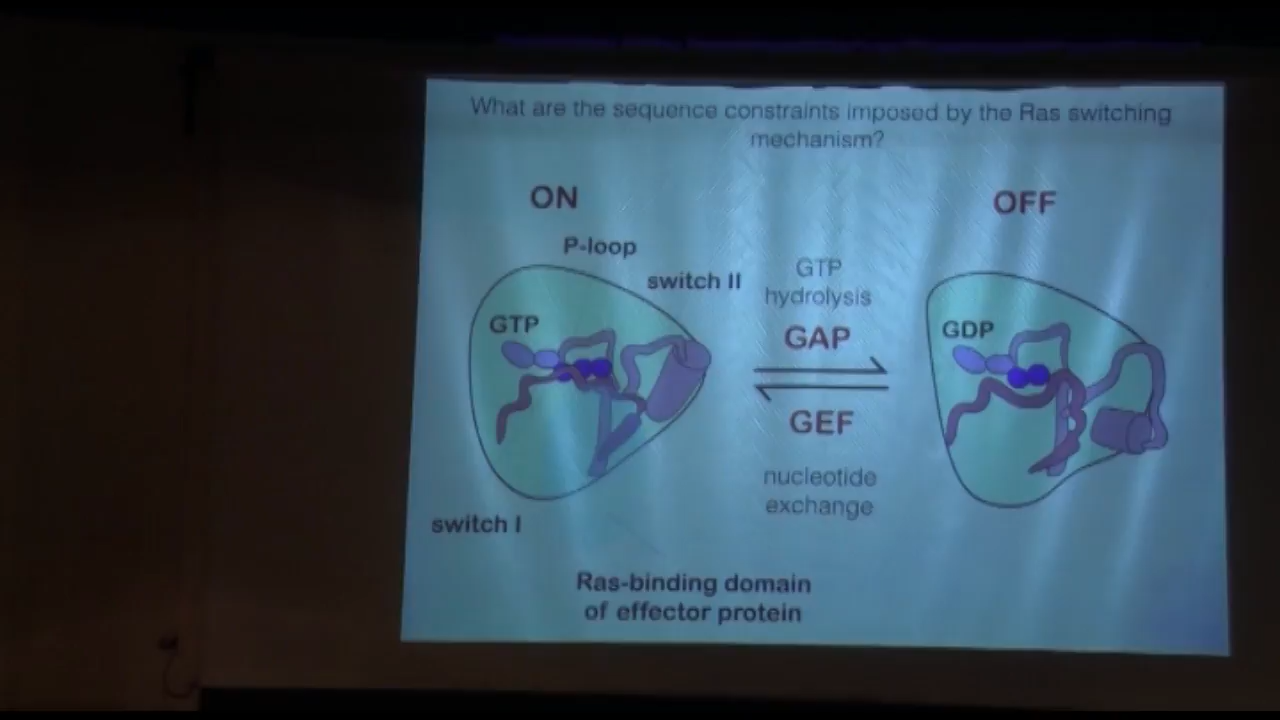 What are the sequence constraints imposed by the Ras switching
mechanism?
ON
OFF
P-loop
switch II
GTP
hydrolysis
GTP
GDP
GAP
GEF
nucleotide
exchange
switch I
Ras-binding domain
of effector protein